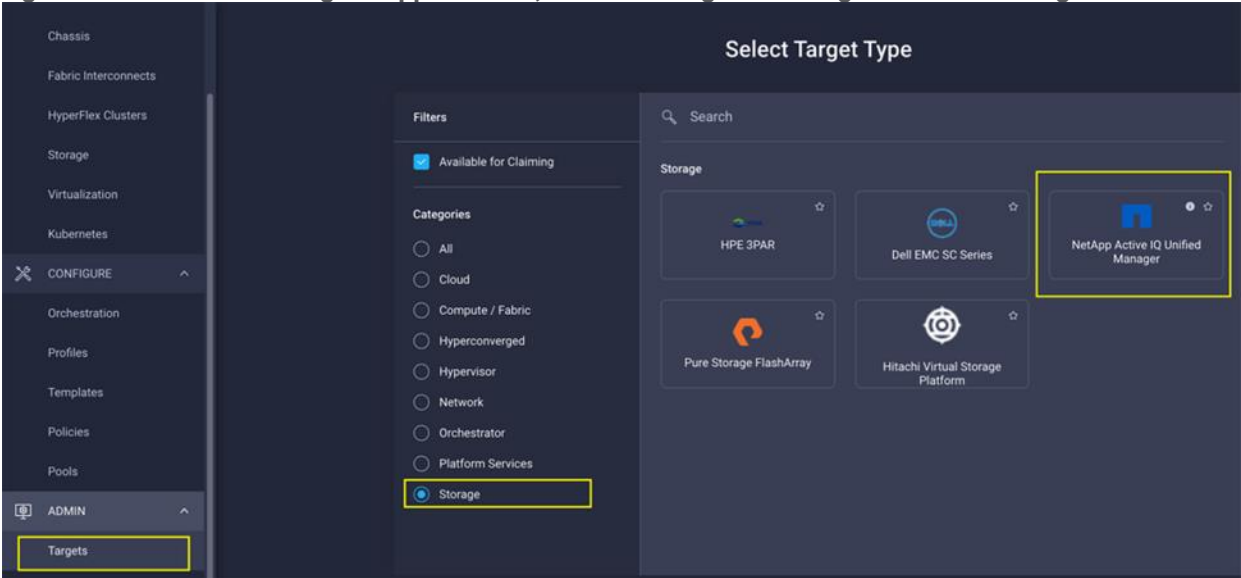 Chassis
Fabric Interconnects
HyperFlex Clusters
Storage
Virtualization
Kubernetes
CONFIGURE
Orchestration
Profiles
Templates
Policies
Pools
ADMIN
Targets
Select Target Type
Filters
Available for Claiming
Categories
All
Cloud
Compute / Fabric
Hyperconverged
Hypervisor
Network
Orchestrator
Platform Services
Storage
Search
Storage
HPE 3PAR
DELL
Dell EMC SC Series
NetApp Active IQ Unified
Manager
Pure Storage FlashArray
Hitachi Virtual Storage
Platform